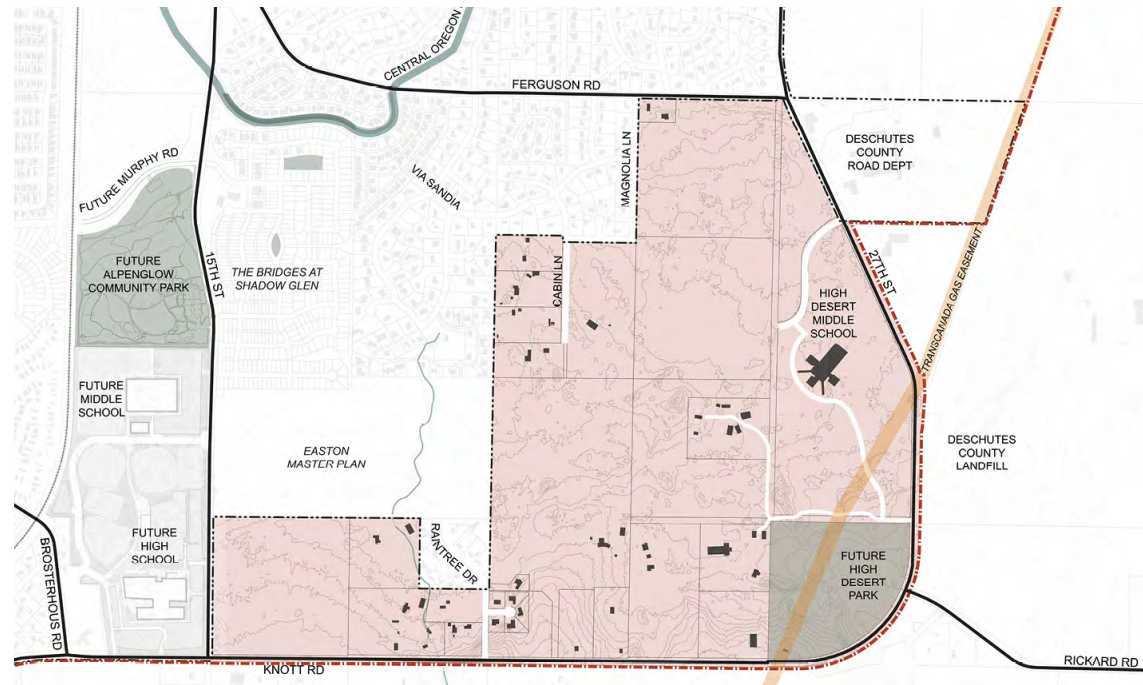 CENTRAL OREGON
FERGUSON RD
DESCHUTES
COUNTY
ROAD DEPT
MAGNOLIA LN
FUTURE MURPHY RD
VIA SANDIA
15TH ST
FUTURE
ALPENGLOW
COMMUNITY PARK
THE BRIDGES AT
SHADOW GLEN
CABIN LN
27TH ST
TRANSCANADA GAS EASEMENT
HIGH
DESERT
MIDDLE
SCHOOL
FUTURE
MIDDLE
SCHOOL
EASTON
MASTER PLAN
DESCHUTES
COUNTY
LANDFILL
FUTURE
HIGH
SCHOOL
RAINTREE DR
BROSTERHOUS RD
FUTURE
HIGH
DESERT
PARK
KNOTT RD
RICKARD RD